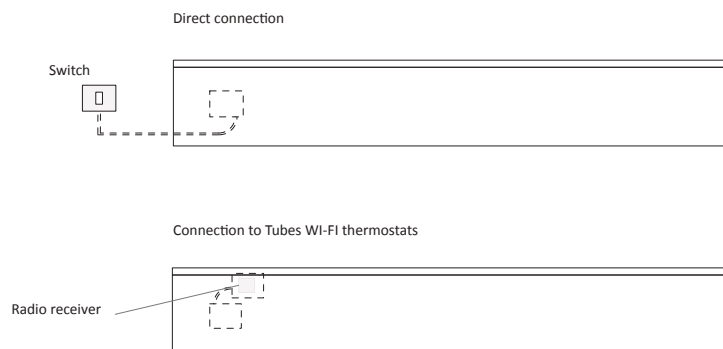 Direct connection
Switch
Connection to Tubes WI-FI thermostats
Radio receiver